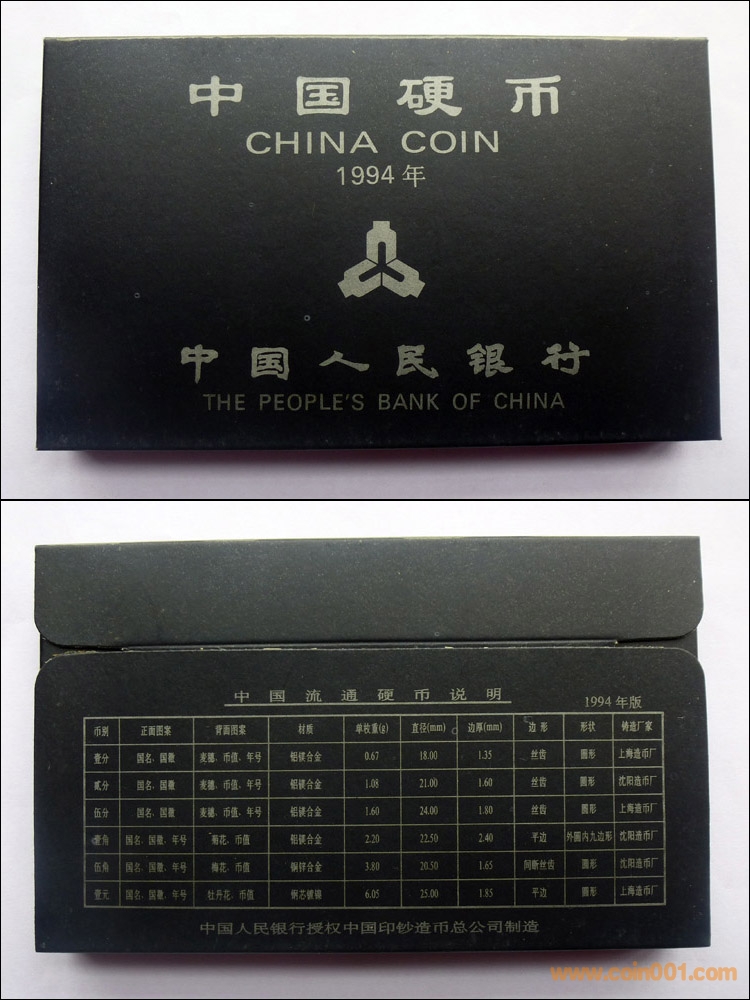 中国硬币
CHINA COIN
1994年
中国人民银行
THE PEOPLE'S BANK OF CHINA
中国流通硬币说明
1994年版
币别 正面图案 背面图案 材质 单枚重(g) 直径(mm) 边厚(mm) 边形 形状 铸造厂家
壹分 国名、国徽 麦穗、币值、年号 铝镁合金 0.67 18.00 1.35 丝齿 圆形 上海造币厂
贰分 国名、国徽 麦穗、币值、年号 铝镁合金 1.08 21.00 1.60 丝齿 圆形 沈阳造币厂
伍分 国名、国徽 麦穗、币值、年号 铝镁合金 1.60 24.00 1.80 丝齿 圆形 上海造币厂
壹角 国名、国徽、年号 菊花、币值 铝镁合金 2.20 22.50 2.40 平边 外圆内九边形 沈阳造币厂
伍角 国名、国徽、年号 梅花、币值 铜锌合金 3.80 20.50 1.65 间断丝齿 圆形 沈阳造币厂
壹元 国名、国徽、年号 牡丹花、币值 钢芯镀镍 6.05 25.00 1.85 平边 圆形 上海造币厂
中国人民银行授权中国印钞造币总公司制造
www.coin001.com